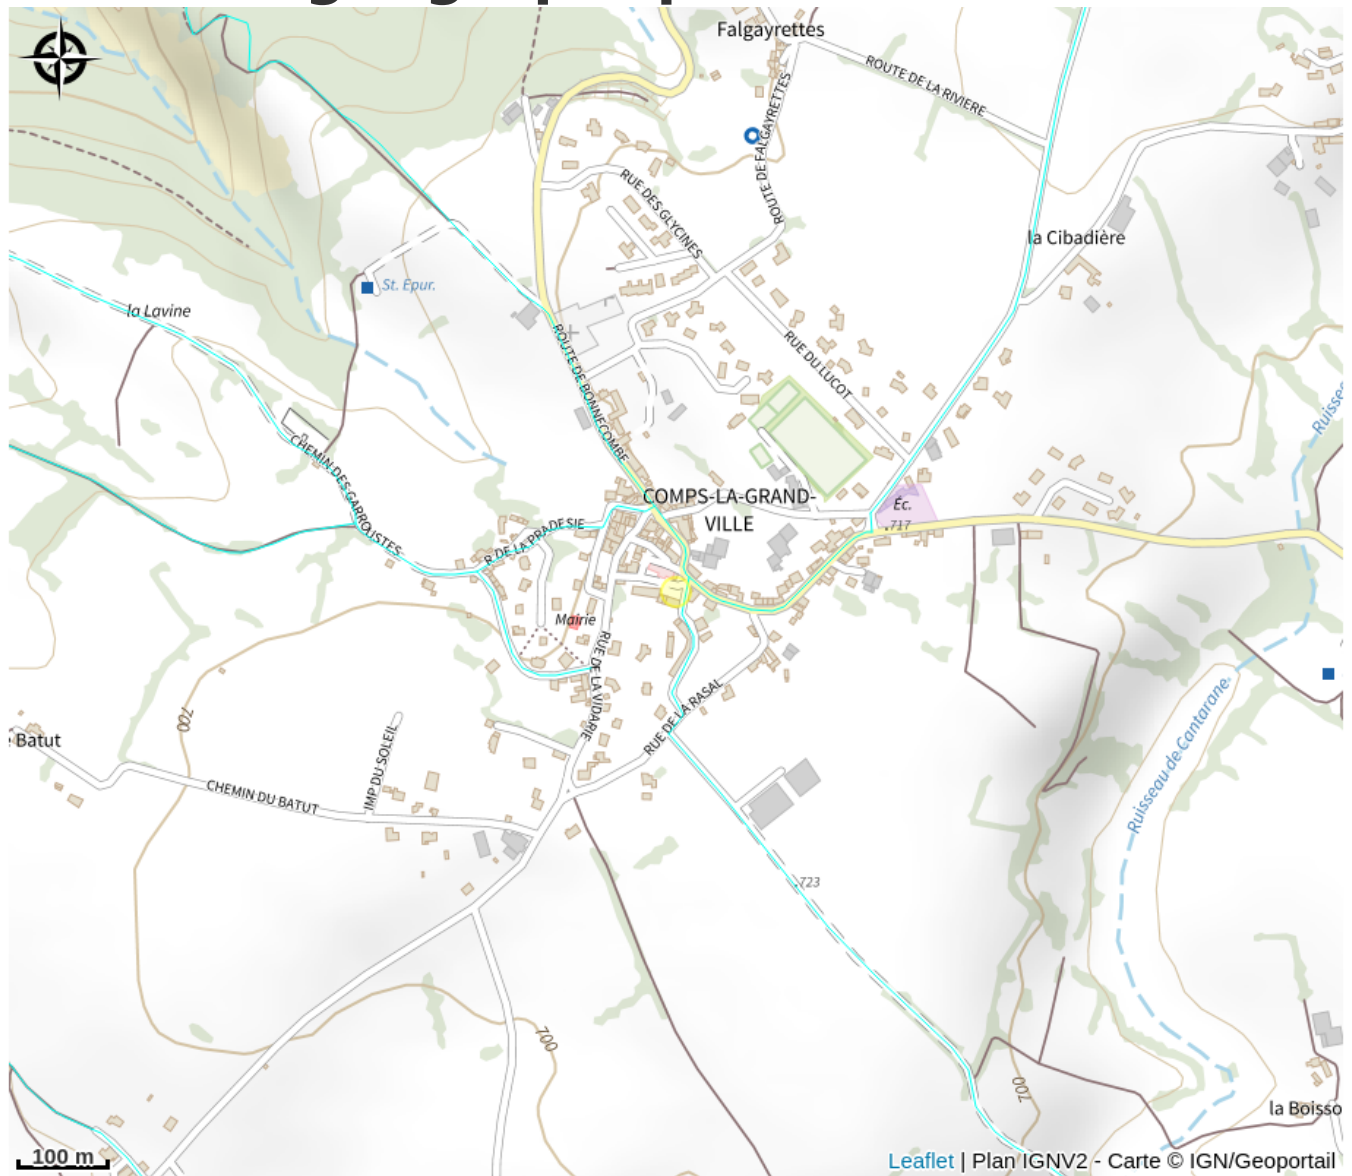 Falgayrettes
ROUTE DE LA RIVIERE
ROUTE DE FALGAYRETTES
RUE DES GLYCINES
la Cibadière
St. Epur.
la Lavine
ROUTE DE BONNECOMBE
RUE DU LUCOT
CHEMIN DES GARROUSTES
COMPS-LA-GRAND-
VILLE
Éc.
717
R DE LA PRADESIE
Mairie
RUE DE LA VIDARIE
RUE DE LA RASAL
700
Batut
IMP DU SOLEIL
CHEMIN DU BATUT
Ruisseau de Cantarane
723
700
700
la Boisso
100 m
Leaflet | Plan IGNV2 - Carte © IGN/Geoportail